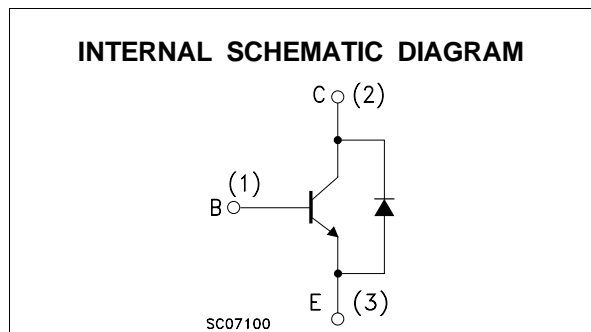 INTERNAL SCHEMATIC DIAGRAM
C (2)
(1)
B
E (3)
SC07100